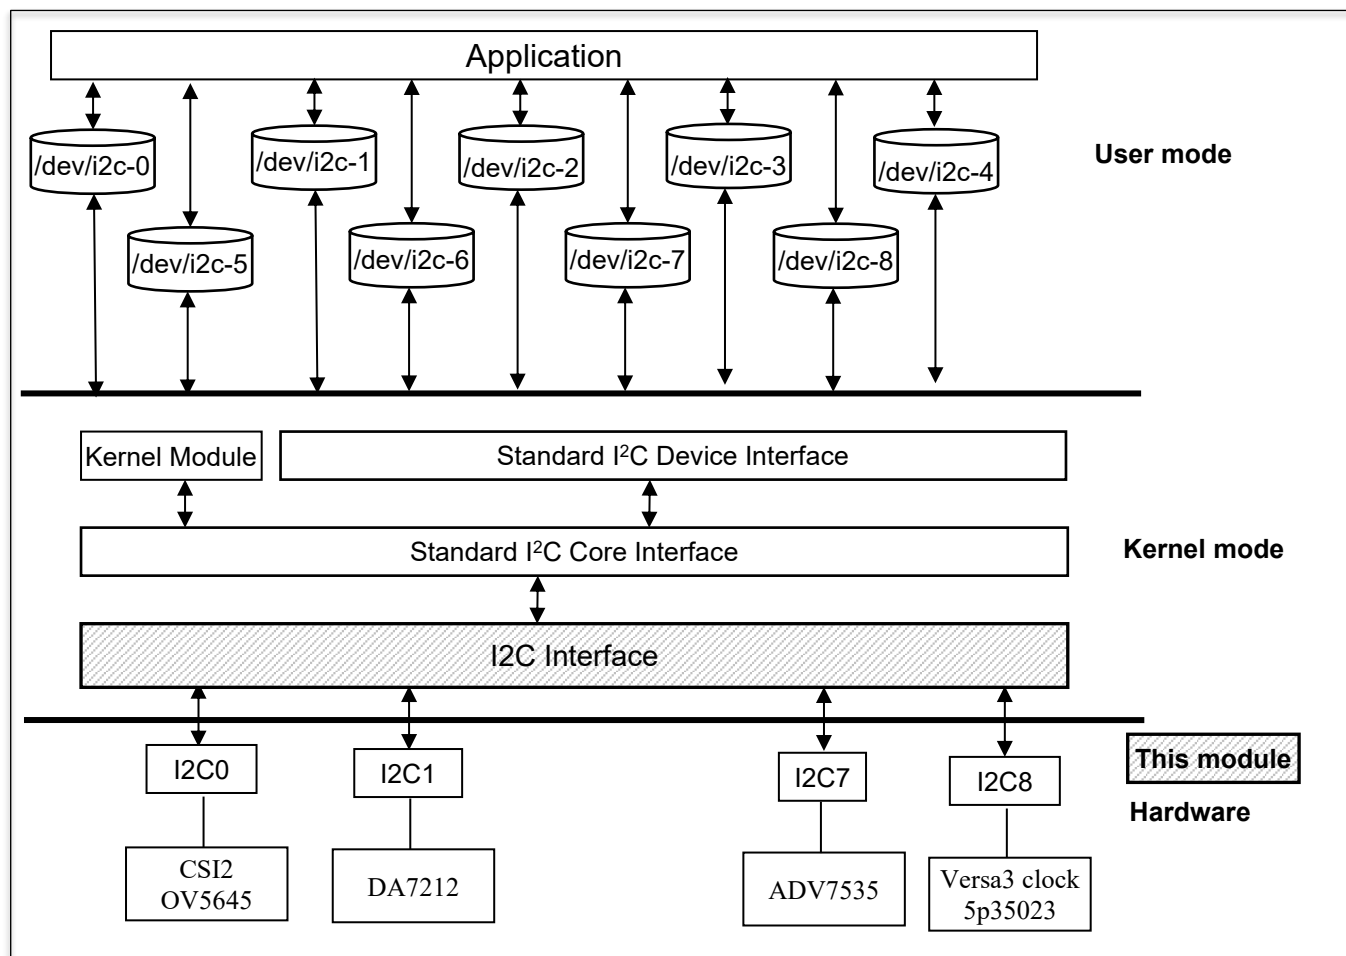 Application
/dev/i2c-0
/dev/i2c-1
/dev/i2c-2
/dev/i2c-3
/dev/i2c-4
User mode
/dev/i2c-5
/dev/i2c-6
/dev/i2c-7
/dev/i2c-8
Kernel Module
Standard I²C Device Interface
Standard I²C Core Interface
Kernel mode
I2C Interface
I2C0
I2C1
I2C7
I2C8
This module
Hardware
CSI2
OV5645
DA7212
ADV7535
Versa3 clock
5p35023